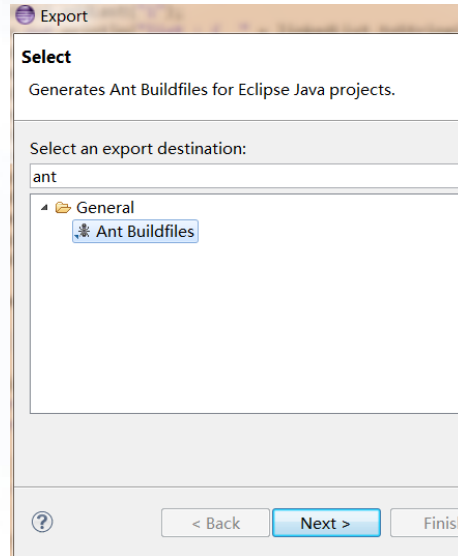 Export
Select
Generates Ant Buildfiles for Eclipse Java projects.
Select an export destination:
ant
General
Ant Buildfiles
< Back Next >